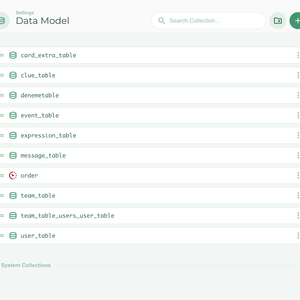 Settings
Data Model
Search Collection...
card_extra_table
clue_table
denemetable
event_table
expression_table
message_table
order
team_table
team_table_users_user_table
user_table
System Collections